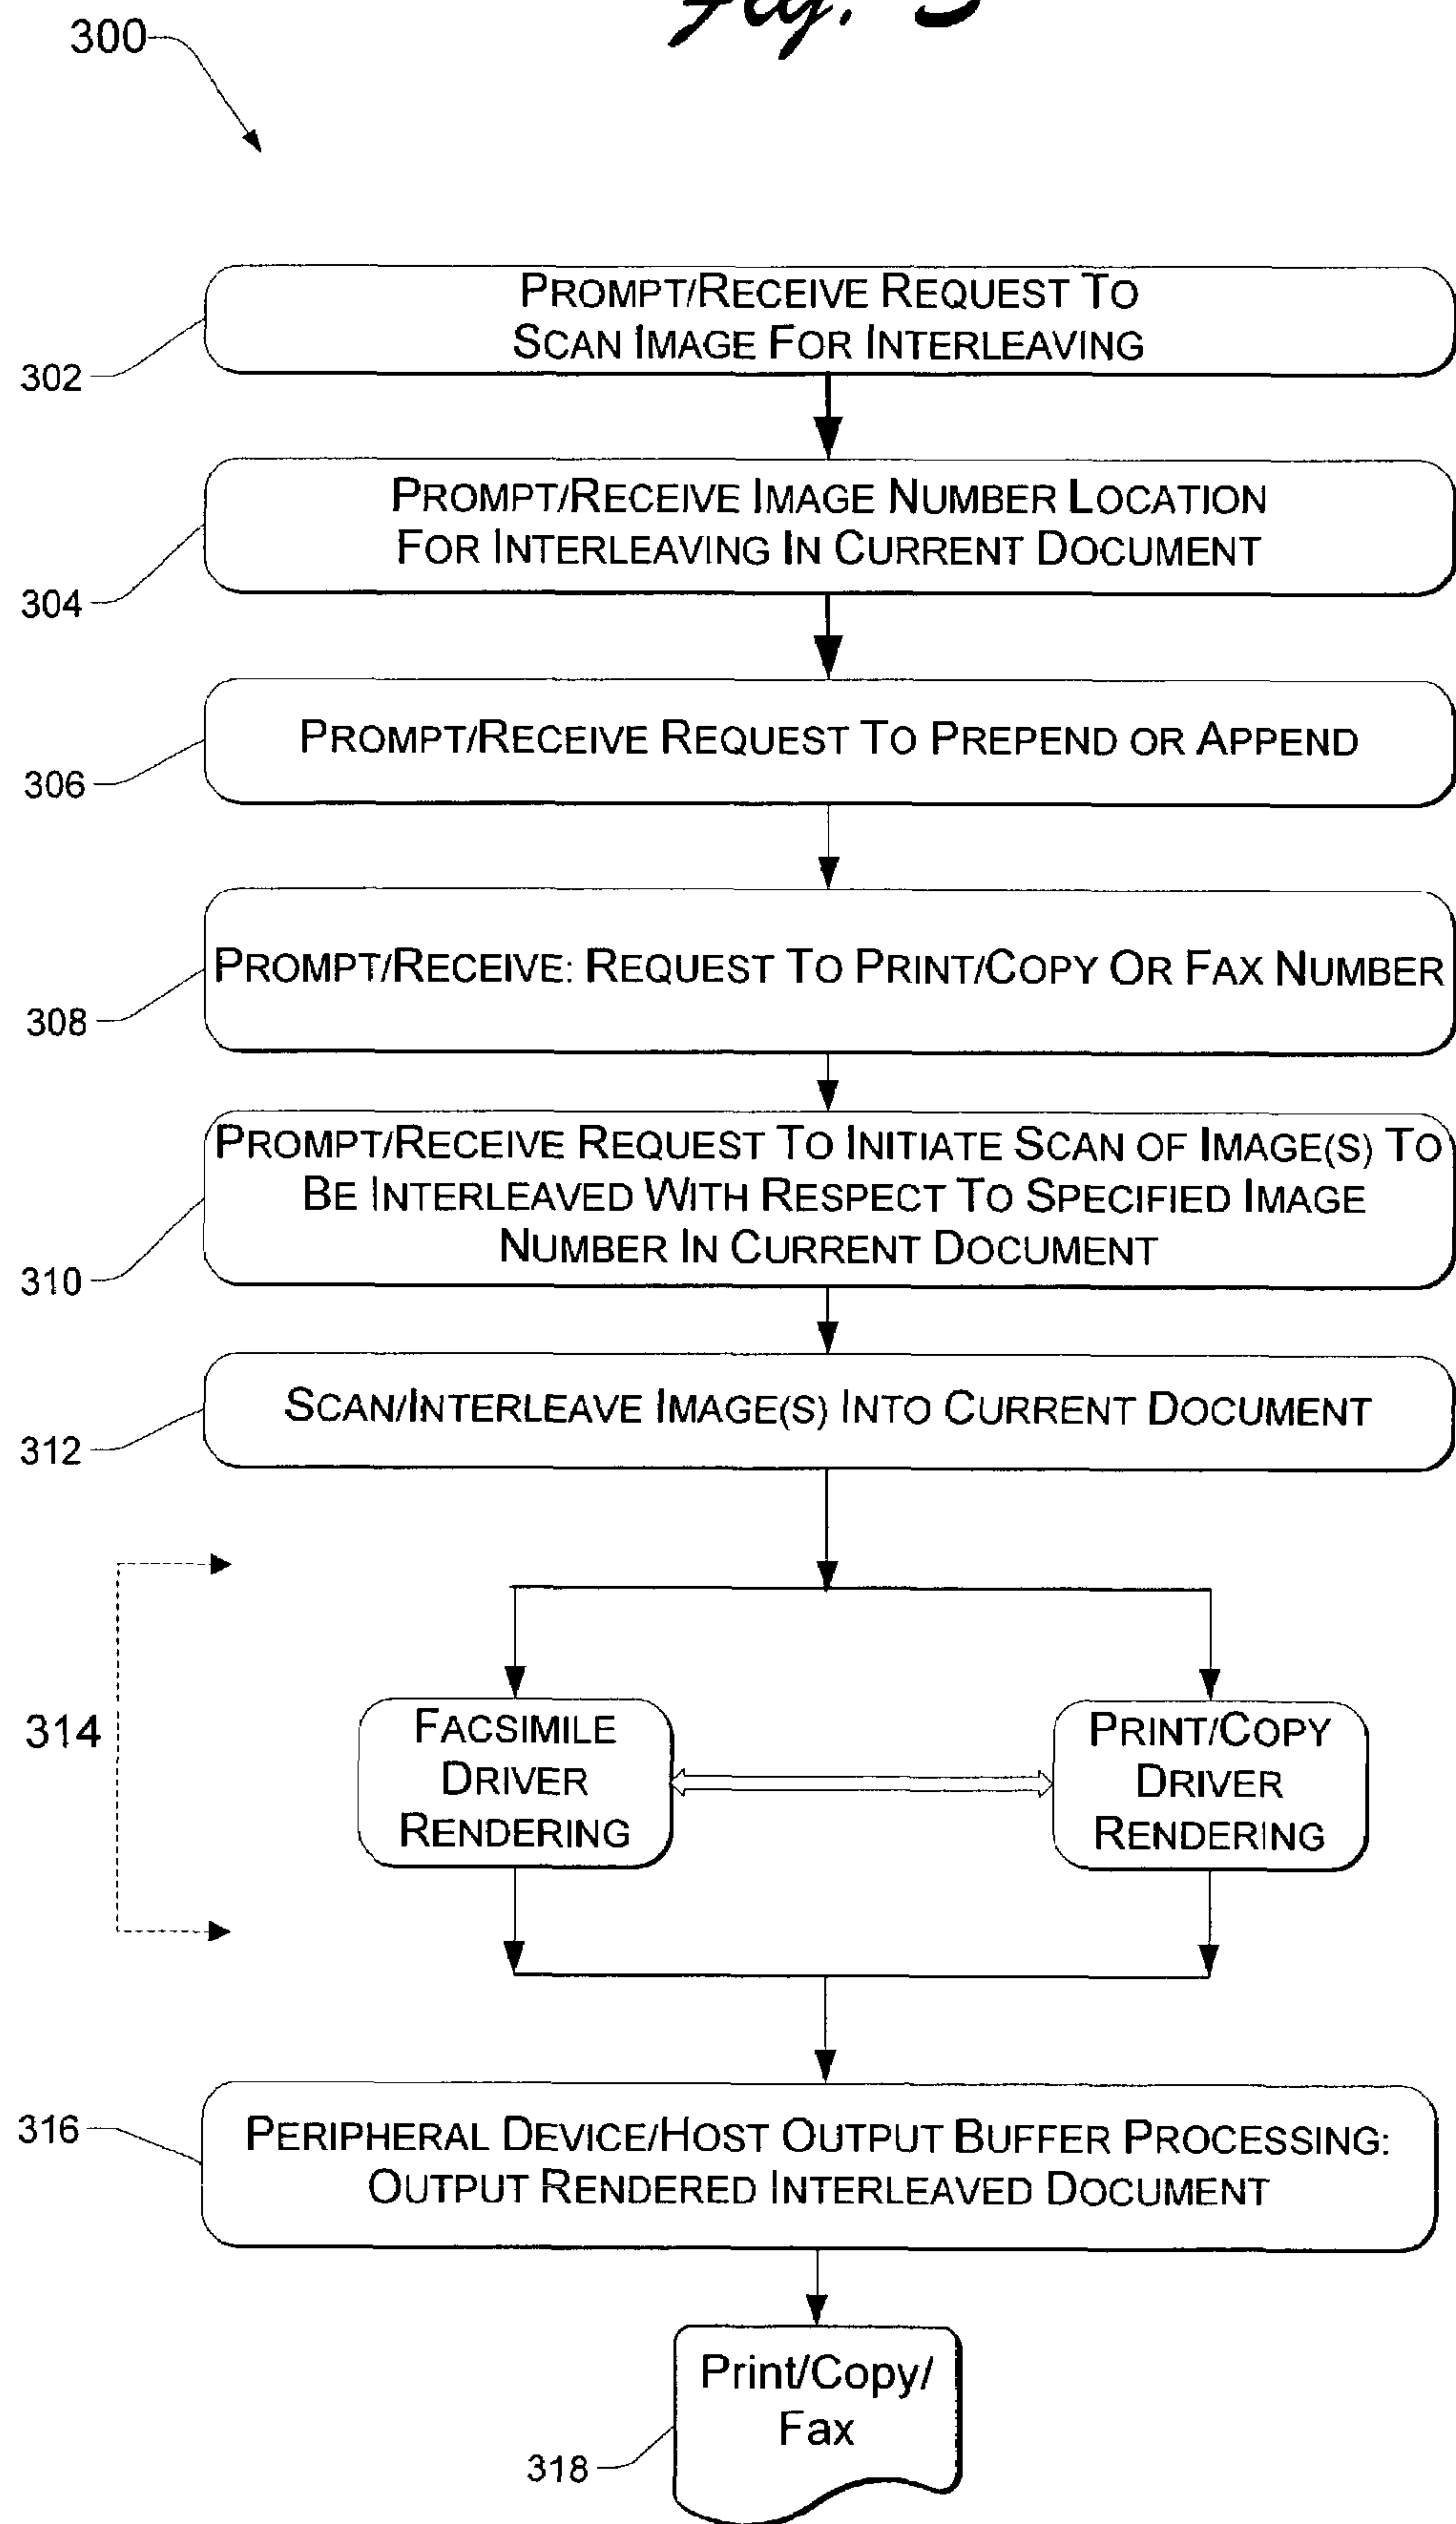 Fig. 3
300
PROMPT/RECEIVE REQUEST TO
SCAN IMAGE FOR INTERLEAVING
302
PROMPT/RECEIVE IMAGE NUMBER LOCATION
FOR INTERLEAVING IN CURRENT DOCUMENT
304
PROMPT/RECEIVE REQUEST TO PREPEND OR APPEND
306
PROMPT/RECEIVE: REQUEST TO PRINT/COPY OR FAX NUMBER
308
PROMPT/RECEIVE REQUEST TO INITIATE SCAN OF IMAGE(S) TO
BE INTERLEAVED WITH RESPECT TO SPECIFIED IMAGE
NUMBER IN CURRENT DOCUMENT
310
SCAN/INTERLEAVE IMAGE(S) INTO CURRENT DOCUMENT
312
314
FACSIMILE
DRIVER
RENDERING
PRINT/COPY
DRIVER
RENDERING
316
PERIPHERAL DEVICE/HOST OUTPUT BUFFER PROCESSING:
OUTPUT RENDERED INTERLEAVED DOCUMENT
Print/Copy/
Fax
318